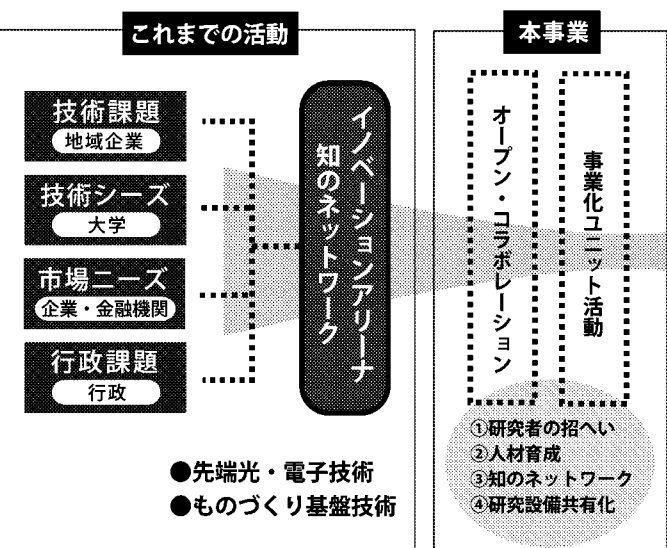 これまでの活動
技術課題
地域企業
技術シーズ
大学
市場ニーズ
企業・金融機関
行政課題
行政
イノベーションアリーナ
知のネットワーク
●先端光・電子技術
●ものづくり基盤技術
本事業
オープン・コラボレーション
事業化ユニット活動
①研究者の招へい
②人材育成
③知のネットワーク
④研究設備共有化